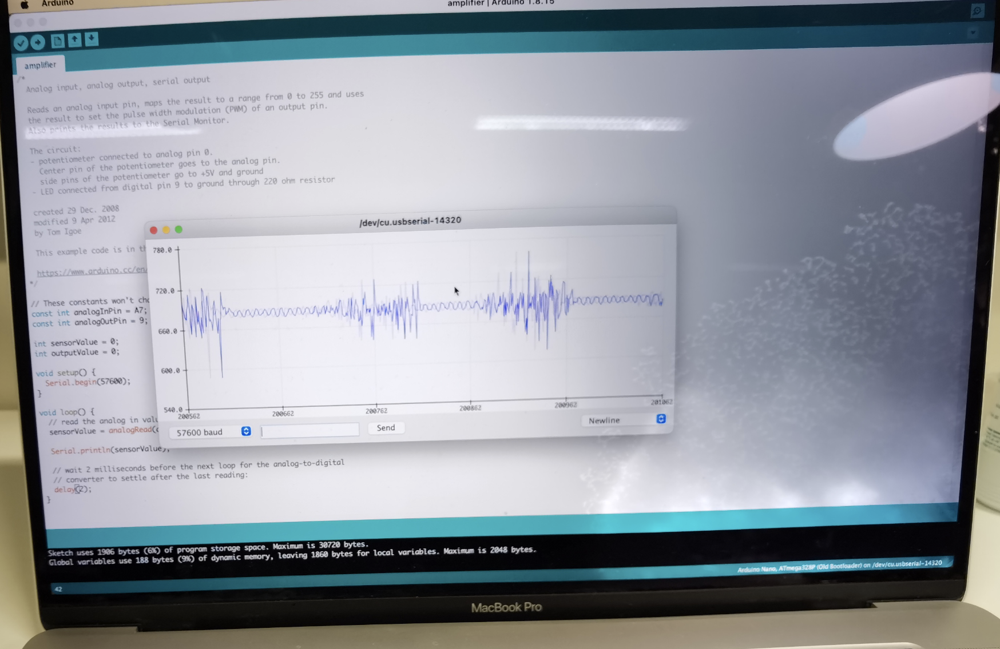 Arduino
amplifier | Arduino 1.8.15
amplifier
/*
Analog input, analog output, serial output
Reads an analog input pin, maps the result to a range from 0 to 255 and uses
the result to set the pulse width modulation (PWM) of an output pin.
Also prints the results to the Serial Monitor.
The circuit:
- potentiometer connected to analog pin 0.
Center pin of the potentiometer goes to the analog pin.
side pins of the potentiometer go to +5V and ground
- LED connected from digital pin 9 to ground through 220 ohm resistor
created 29 Dec. 2008
modified 9 Apr 2012
by Tom Igoe
This example code is in th
https://www.arduino.cc/en/
*/
// These constants won't cha
const int analogInPin = A7;
const int analogOutPin = 9;
int sensorValue = 0;
int outputValue = 0;
void setup() {
Serial.begin(57600);
}
void loop() {
// read the analog in valu
sensorValue = analogRead(
Serial.println(sensorValue);
// wait 2 milliseconds before the next loop for the analog-to-digital
// converter to settle after the last reading:
delay(2);
}
/dev/cu.usbserial-14320
780.0
720.0
660.0
600.0
540.0
200562 200662 200762 200862 200962 201062
57600 baud Send Newline
Sketch uses 1906 bytes (6%) of program storage space. Maximum is 30720 bytes.
Global variables use 188 bytes (9%) of dynamic memory, leaving 1860 bytes for local variables. Maximum is 2048 bytes.
42 Arduino Nano, ATmega328P (Old Bootloader) on /dev/cu.usbserial-14320
MacBook Pro